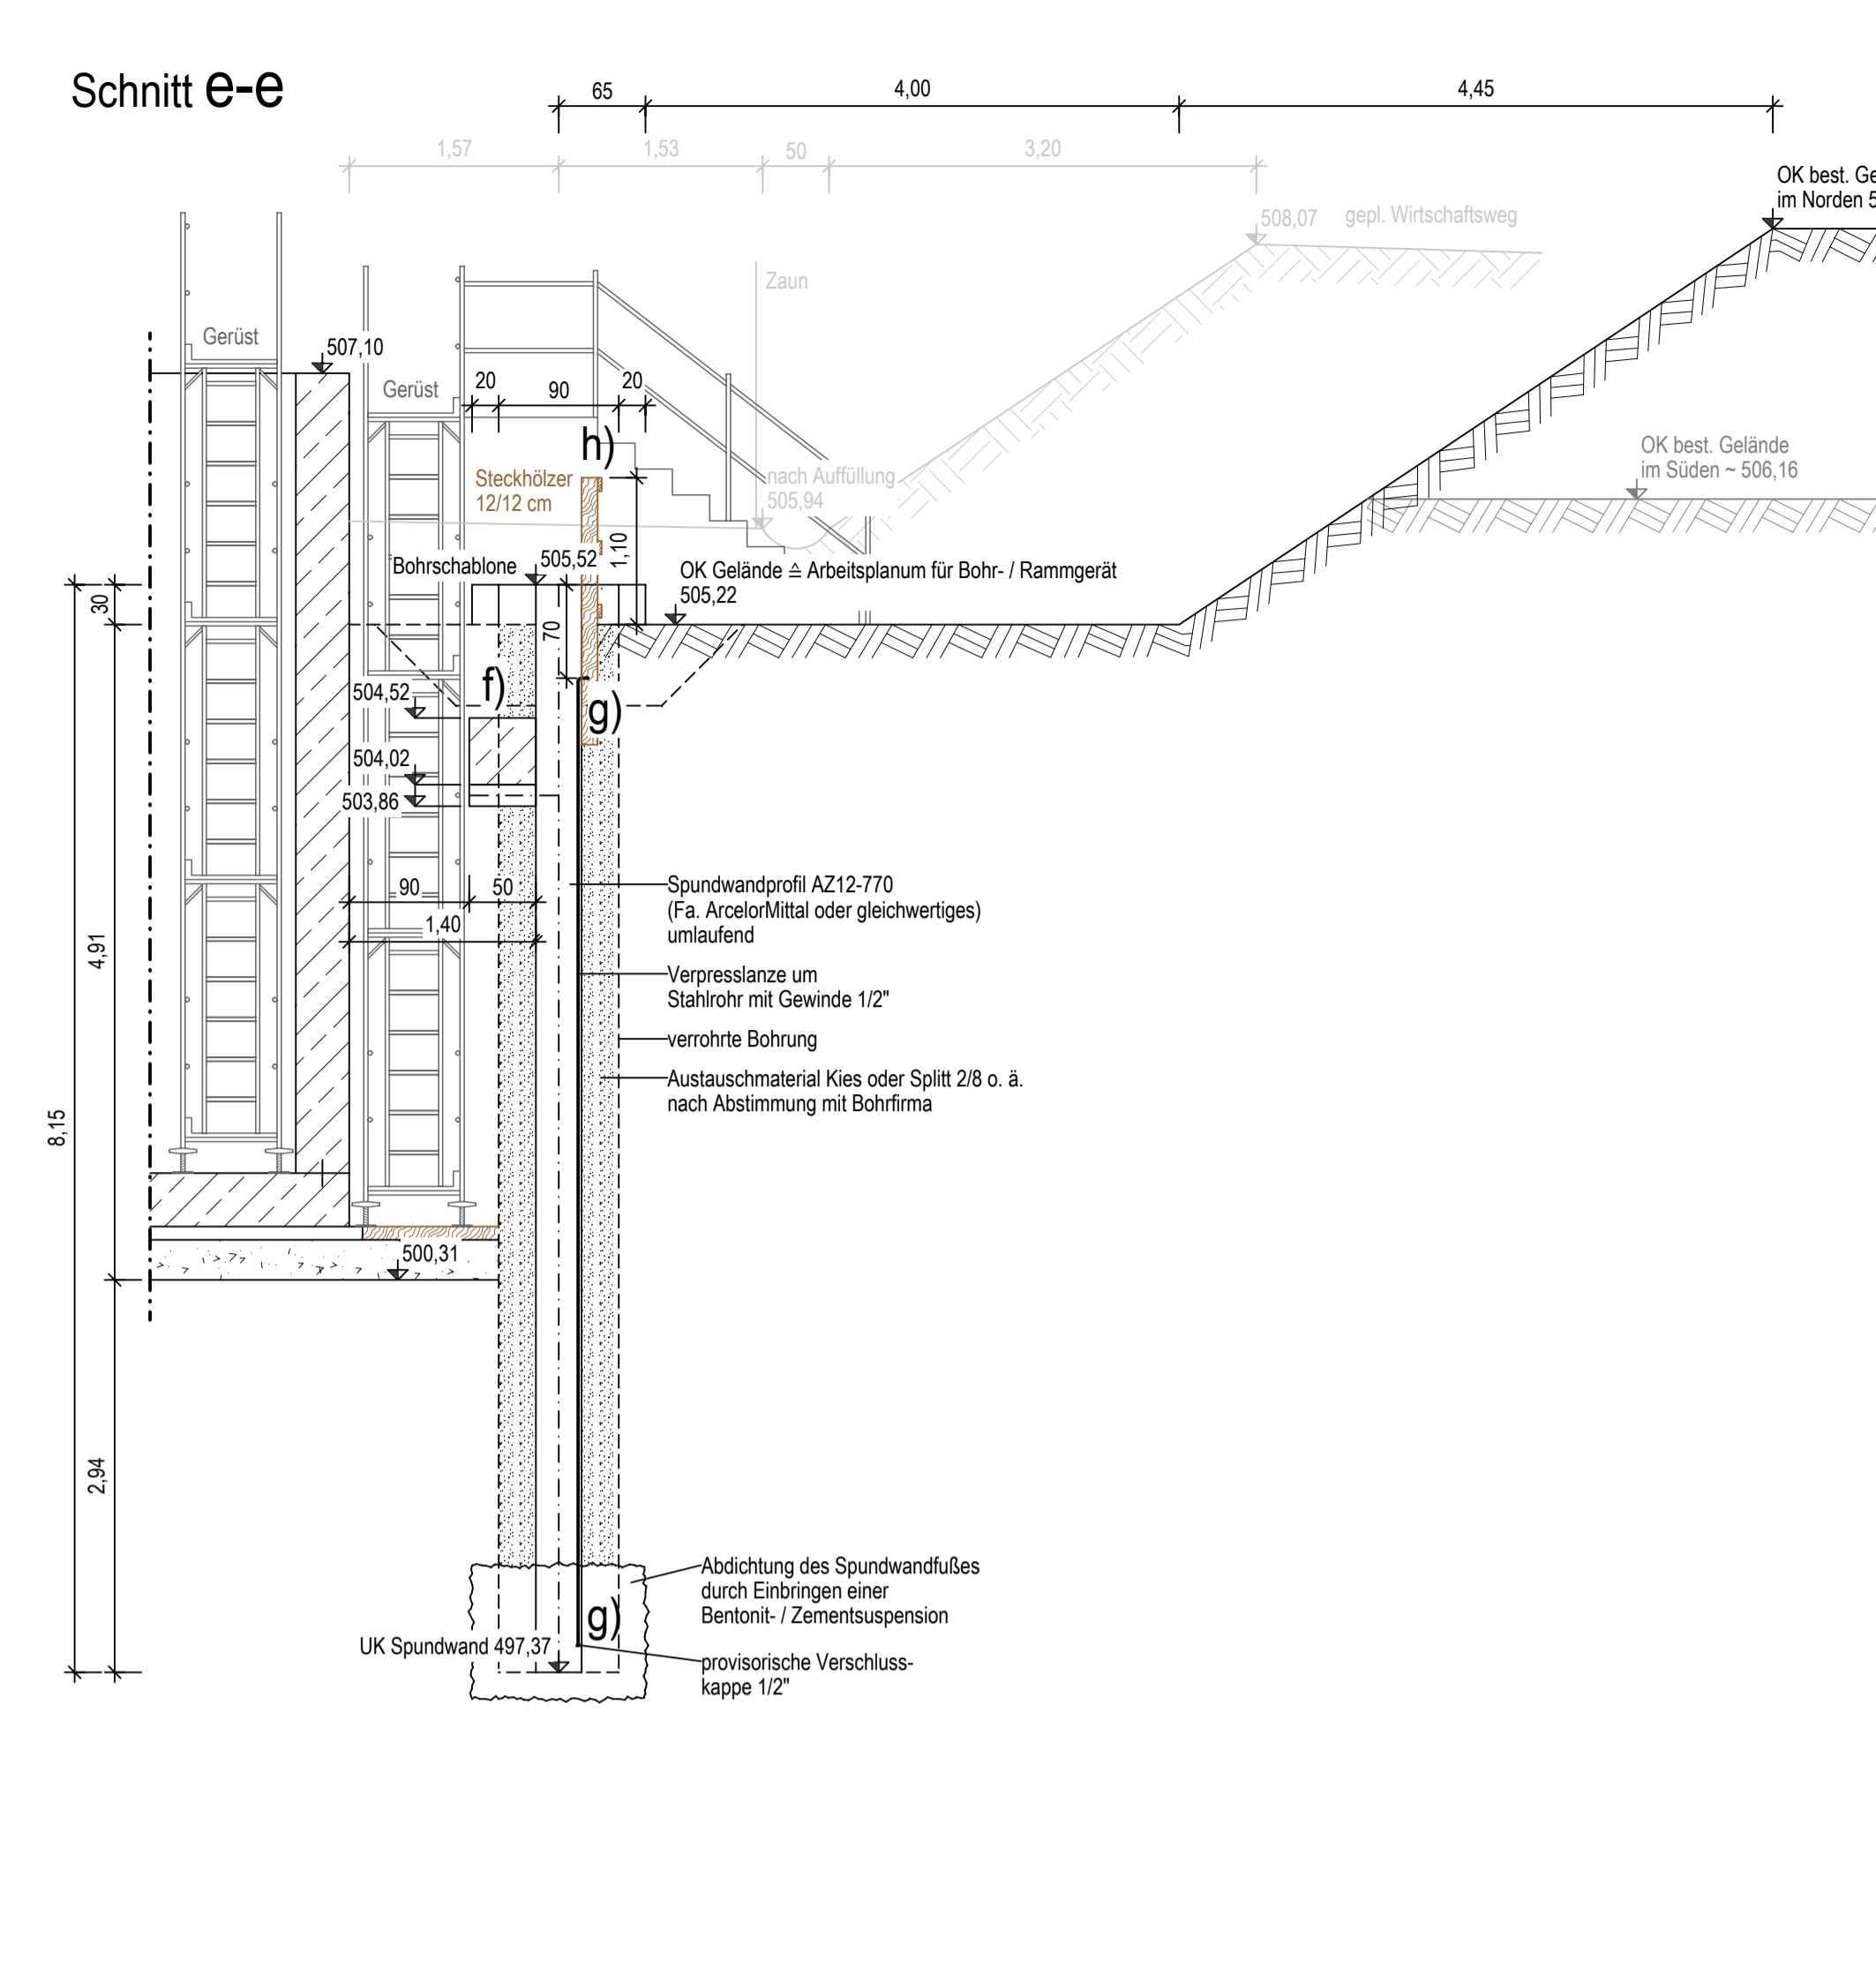 Schnitt e-e
65
4,00
4,45
1,57
1,53
50
3,20
OK best. Ge
im Norden 5
508,07
gepl. Wirtschaftsweg
Zaun
Gerüst
507,10
Gerüst
20
90
20
h)
Steckhölzer
12/12 cm
nach Auffüllung
505,94
OK best. Gelände
im Süden ~ 506,16
1,10
Bohrschablone
505,52
OK Gelände ≙ Arbeitsplanum für Bohr- / Rammgerät
505,22
30
70
f)
504,52
g)
504,02
503,86
90
50
1,40
Spundwandprofil AZ12-770
(Fa. ArcelorMittal oder gleichwertiges)
umlaufend
4,91
Verpresslanze um
Stahlrohr mit Gewinde 1/2"
verrohrte Bohrung
Austauschmaterial Kies oder Splitt 2/8 o. ä.
nach Abstimmung mit Bohrfirma
8,15
500,31
2,94
Abdichtung des Spundwandfußes
durch Einbringen einer
Bentonit- / Zementsuspension
g)
UK Spundwand 497,37
provisorische Verschluss-
kappe 1/2"